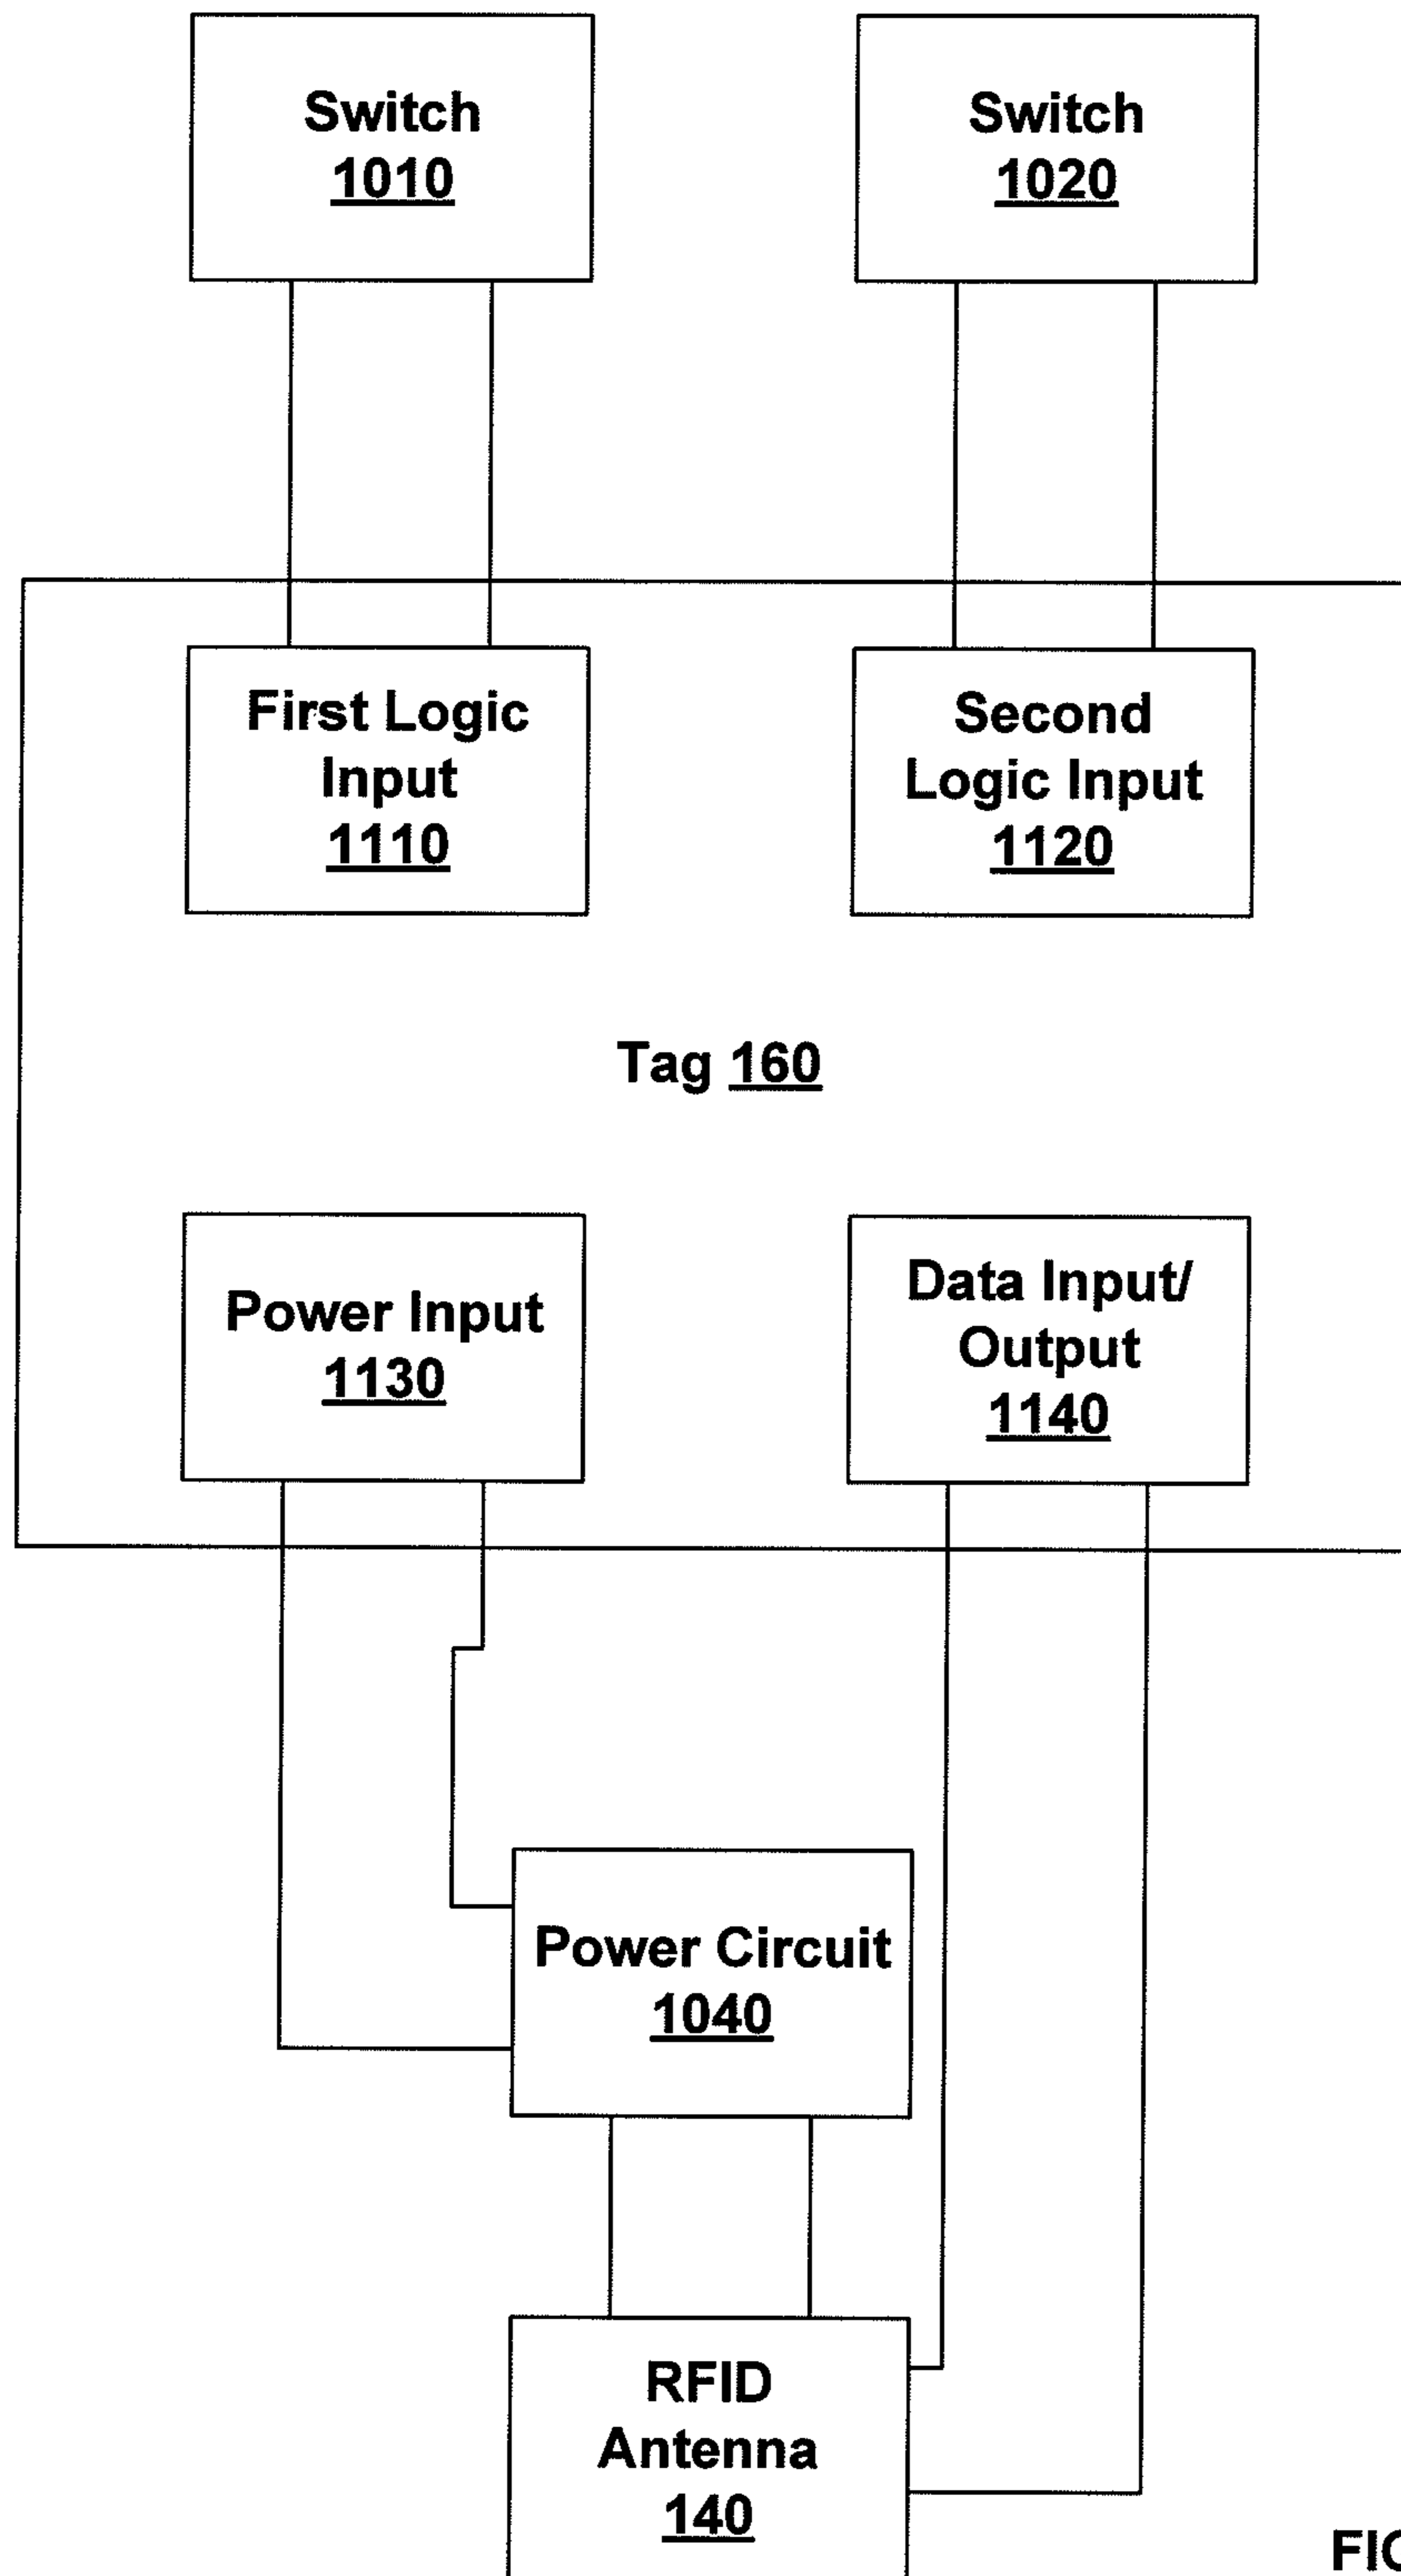 Switch
1010
Switch
1020
First Logic
Input
1110
Second
Logic Input
1120
Tag 160
Power Input
1130
Data Input/
Output
1140
Power Circuit
1040
RFID
Antenna
140